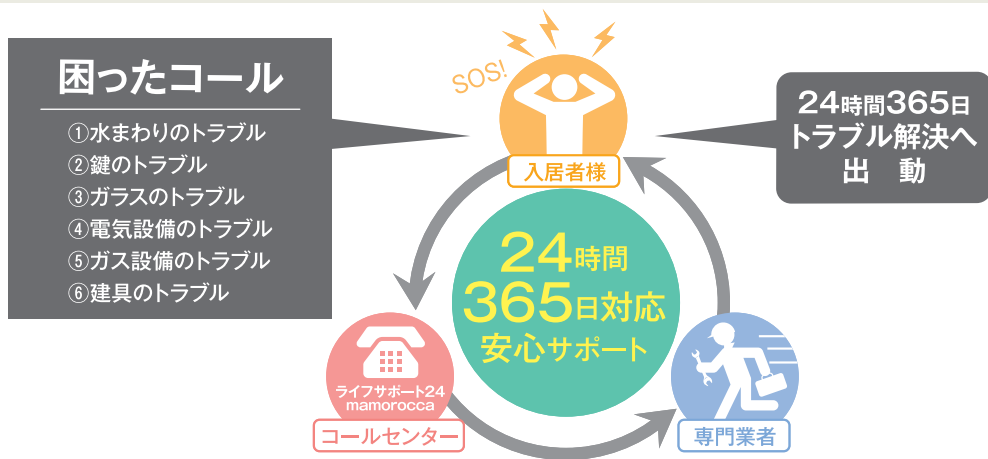 困ったコール
①水まわりのトラブル
②鍵のトラブル
③ガラスのトラブル
④電気設備のトラブル
⑤ガス設備のトラブル
⑥建具のトラブル
SOS!
入居者様
24時間365日
トラブル解決へ
出　動
24時間
365日対応
安心サポート
ライフサポート24
mamorocca
コールセンター
専門業者